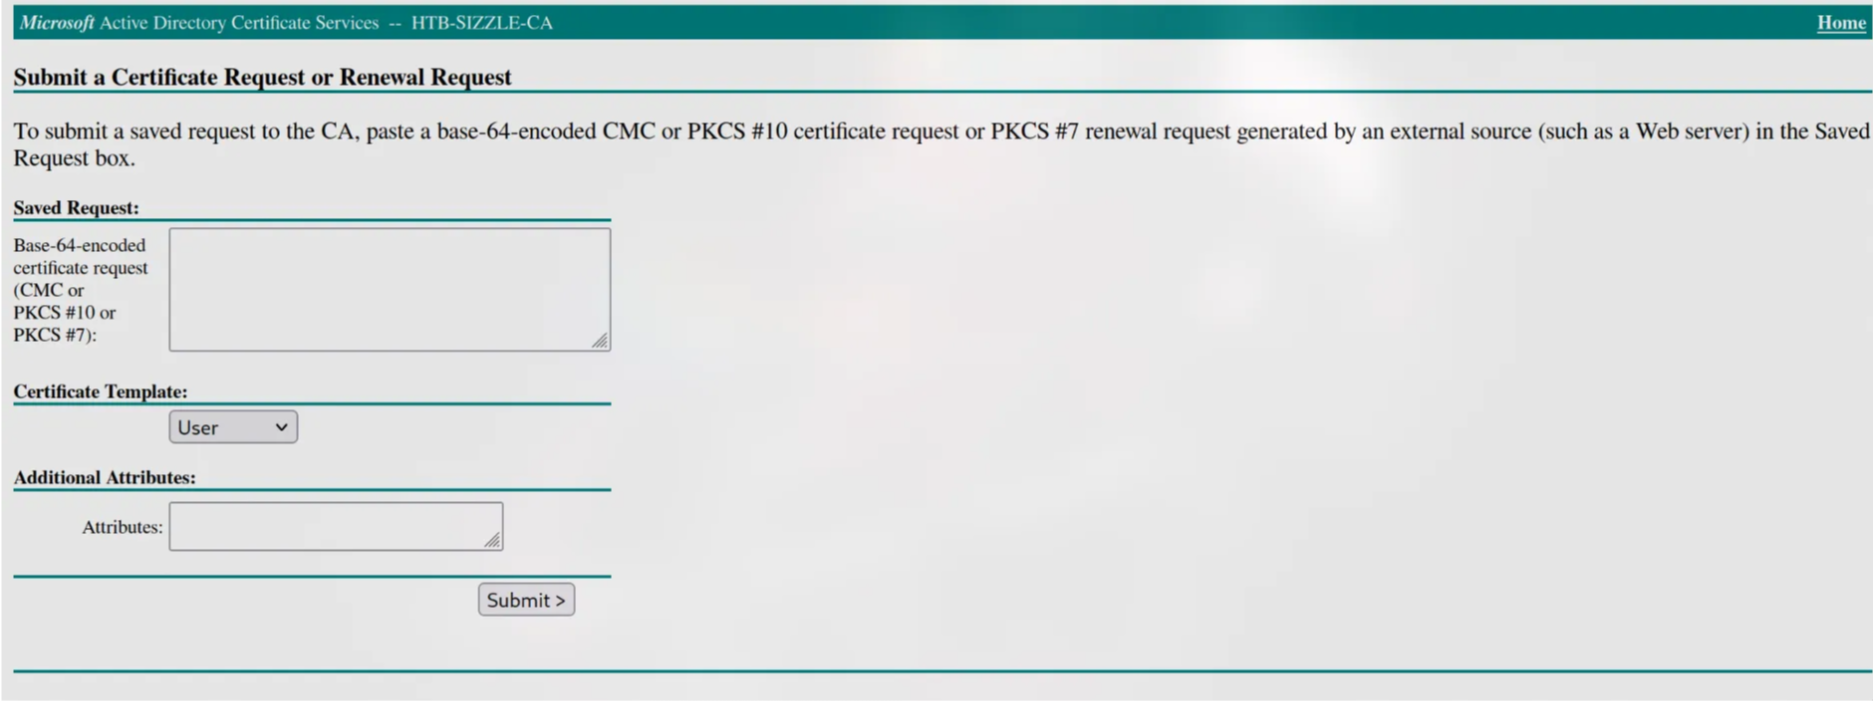 Microsoft Active Directory Certificate Services -- HTB-SIZZLE-CA Home
Submit a Certificate Request or Renewal Request
To submit a saved request to the CA, paste a base-64-encoded CMC or PKCS #10 certificate request or PKCS #7 renewal request generated by an external source (such as a Web server) in the Saved
Request box.
Saved Request:
Base-64-encoded
certificate request
(CMC or
PKCS #10 or
PKCS #7):
Certificate Template:
User
Additional Attributes:
Attributes:
Submit >